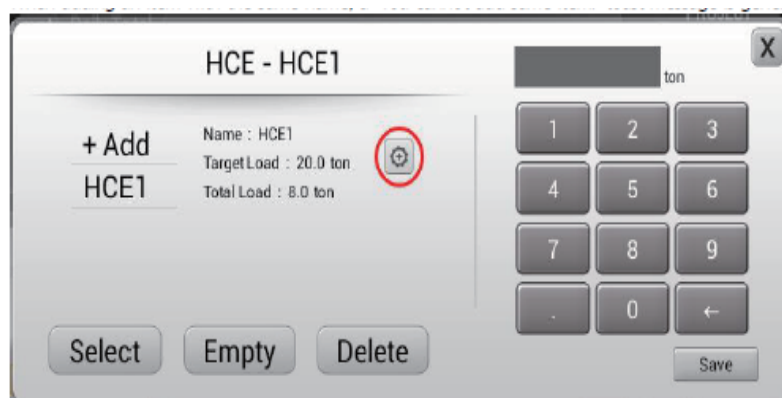 HCE - HCE1
X
ton
+ Add
HCE1
Name : HCE1
Target Load : 20.0 ton
Total Load : 8.0 ton
1 2 3
4 5 6
7 8 9
. 0 ←
Select Empty Delete
Save